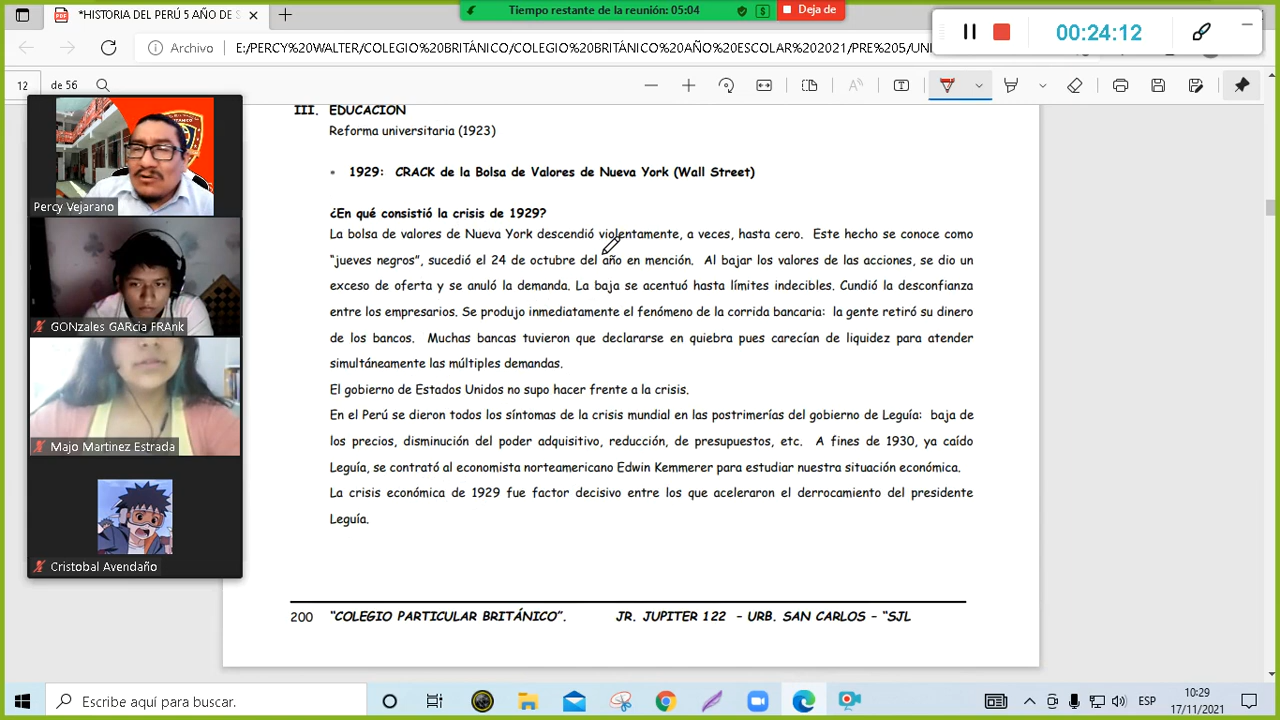 *HISTORIA DEL PERÚ 5 AÑO DE S
Tiempo restante de la reunión: 05:04
$
Deja de
00:24:12
Archivo
E:/PERCY%20WALTER/COLEGIO%20BRITÁNICO/COLEGIO%20BRITÁNICO%20AÑO%20ESCOLAR%202021/PRE%205/UNI
12
de 56
III. EDUCACION
Reforma universitaria (1923)
1929: CRACK de la Bolsa de Valores de Nueva York (Wall Street)
¿En qué consistió la crisis de 1929?
La bolsa de valores de Nueva York descendió violentamente, a veces, hasta cero. Este hecho se conoce como
“jueves negros”, sucedió el 24 de octubre del año en mención. Al bajar los valores de las acciones, se dio un
exceso de oferta y se anuló la demanda. La baja se acentuó hasta límites indecibles. Cundió la desconfianza
entre los empresarios. Se produjo inmediatamente el fenómeno de la corrida bancaria: la gente retiró su dinero
de los bancos. Muchas bancas tuvieron que declararse en quiebra pues carecían de liquidez para atender
simultáneamente las múltiples demandas.
El gobierno de Estados Unidos no supo hacer frente a la crisis.
En el Perú se dieron todos los síntomas de la crisis mundial en las postrimerías del gobierno de Leguía: baja de
los precios, disminución del poder adquisitivo, reducción, de presupuestos, etc. A fines de 1930, ya caído
Leguía, se contrató al economista norteamericano Edwin Kemmerer para estudiar nuestra situación económica.
La crisis económica de 1929 fue factor decisivo entre los que aceleraron el derrocamiento del presidente
Leguía.
200 “COLEGIO PARTICULAR BRITÁNICO”. JR. JUPITER 122 – URB. SAN CARLOS – “SJL
Percy Vejarano
GONzales GARcia FRAnk
Majo Martinez Estrada
Cristobal Avendaño
Escribe aquí para buscar.
ESP
10:29
17/11/2021